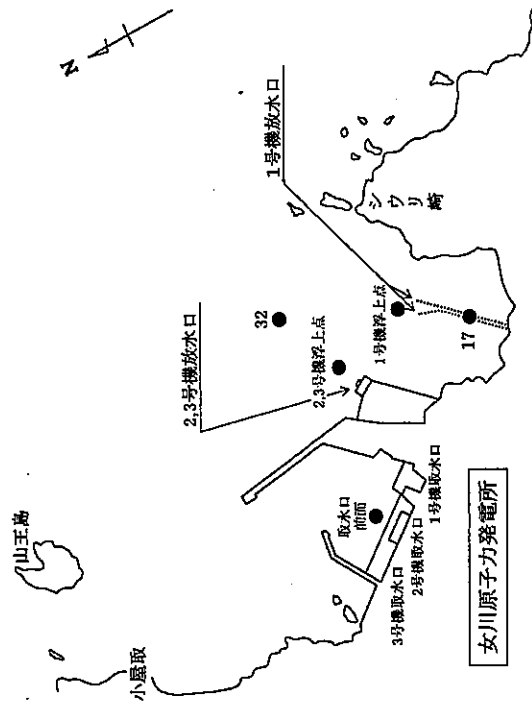 N
山王島
小屋取
2,3号機放水口
1号機放水口
32
2,3号機浮上点
1号機浮上点
17
シウリ崎
取水口
前面
1号機取水口
2号機取水口
3号機取水口
女川原子力発電所